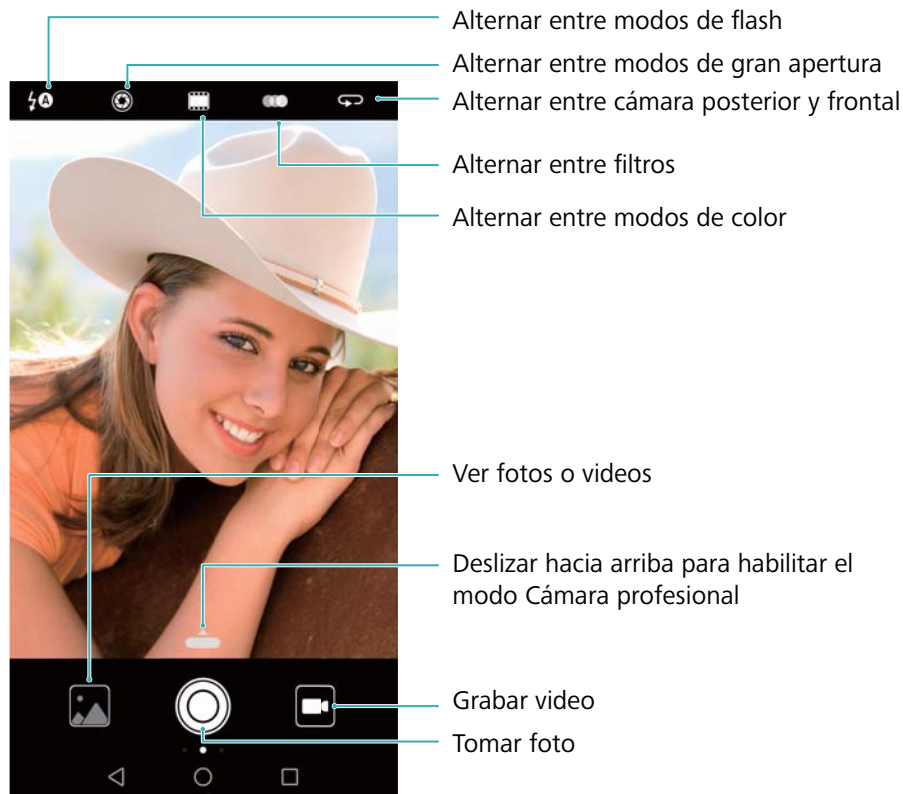 Alternar entre modos de flash
Alternar entre modos de gran apertura
Alternar entre cámara posterior y frontal
Alternar entre filtros
Alternar entre modos de color
Ver fotos o videos
Deslizar hacia arriba para habilitar el
modo Cámara profesional
Grabar video
Tomar foto